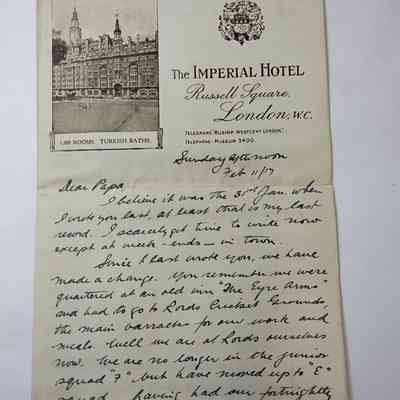 1,000 ROOMS. TURKISH BATHS.
The IMPERIAL HOTEL
Russell Square,
London, W.C.
TELEGRAMS "RUSIMP, WESTCENT LONDON."
TELEPHONE: MUSEUM 3400.
Sunday afternoon
Feb 11/17
Dear Papa,
I believe it was the 31st Jan. when
I wrote you last, at least that is my last
record. I scarcely get time to write now
except at week-ends - in town.
Since I last wrote you, we have
made a change. You remember we were
quartered at an old inn "The Eyre Arms"
and had to go to Lords Cricket Grounds,
the main barracks for our work and
meals. Well we are at Lords ourselves
now. We are no longer in the junior
squad "F" but have moved up to "E"
squad. Having had our fortnightly